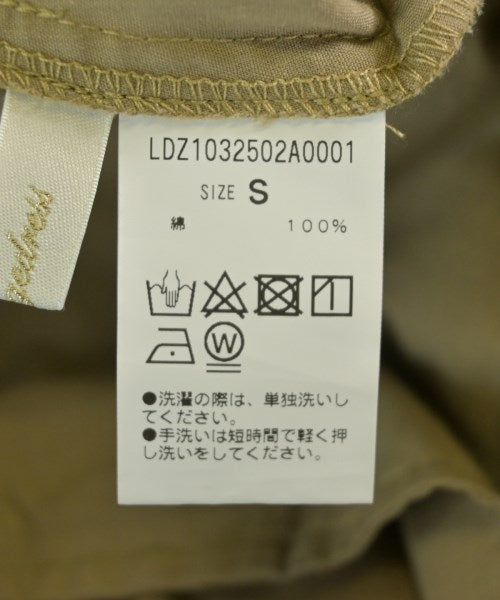 LDZ1032502A0001
SIZE S
綿 100%
W
●洗濯の際は、単独洗いし
てください。
●手洗いは短時間で軽く押
し洗いをしてください。